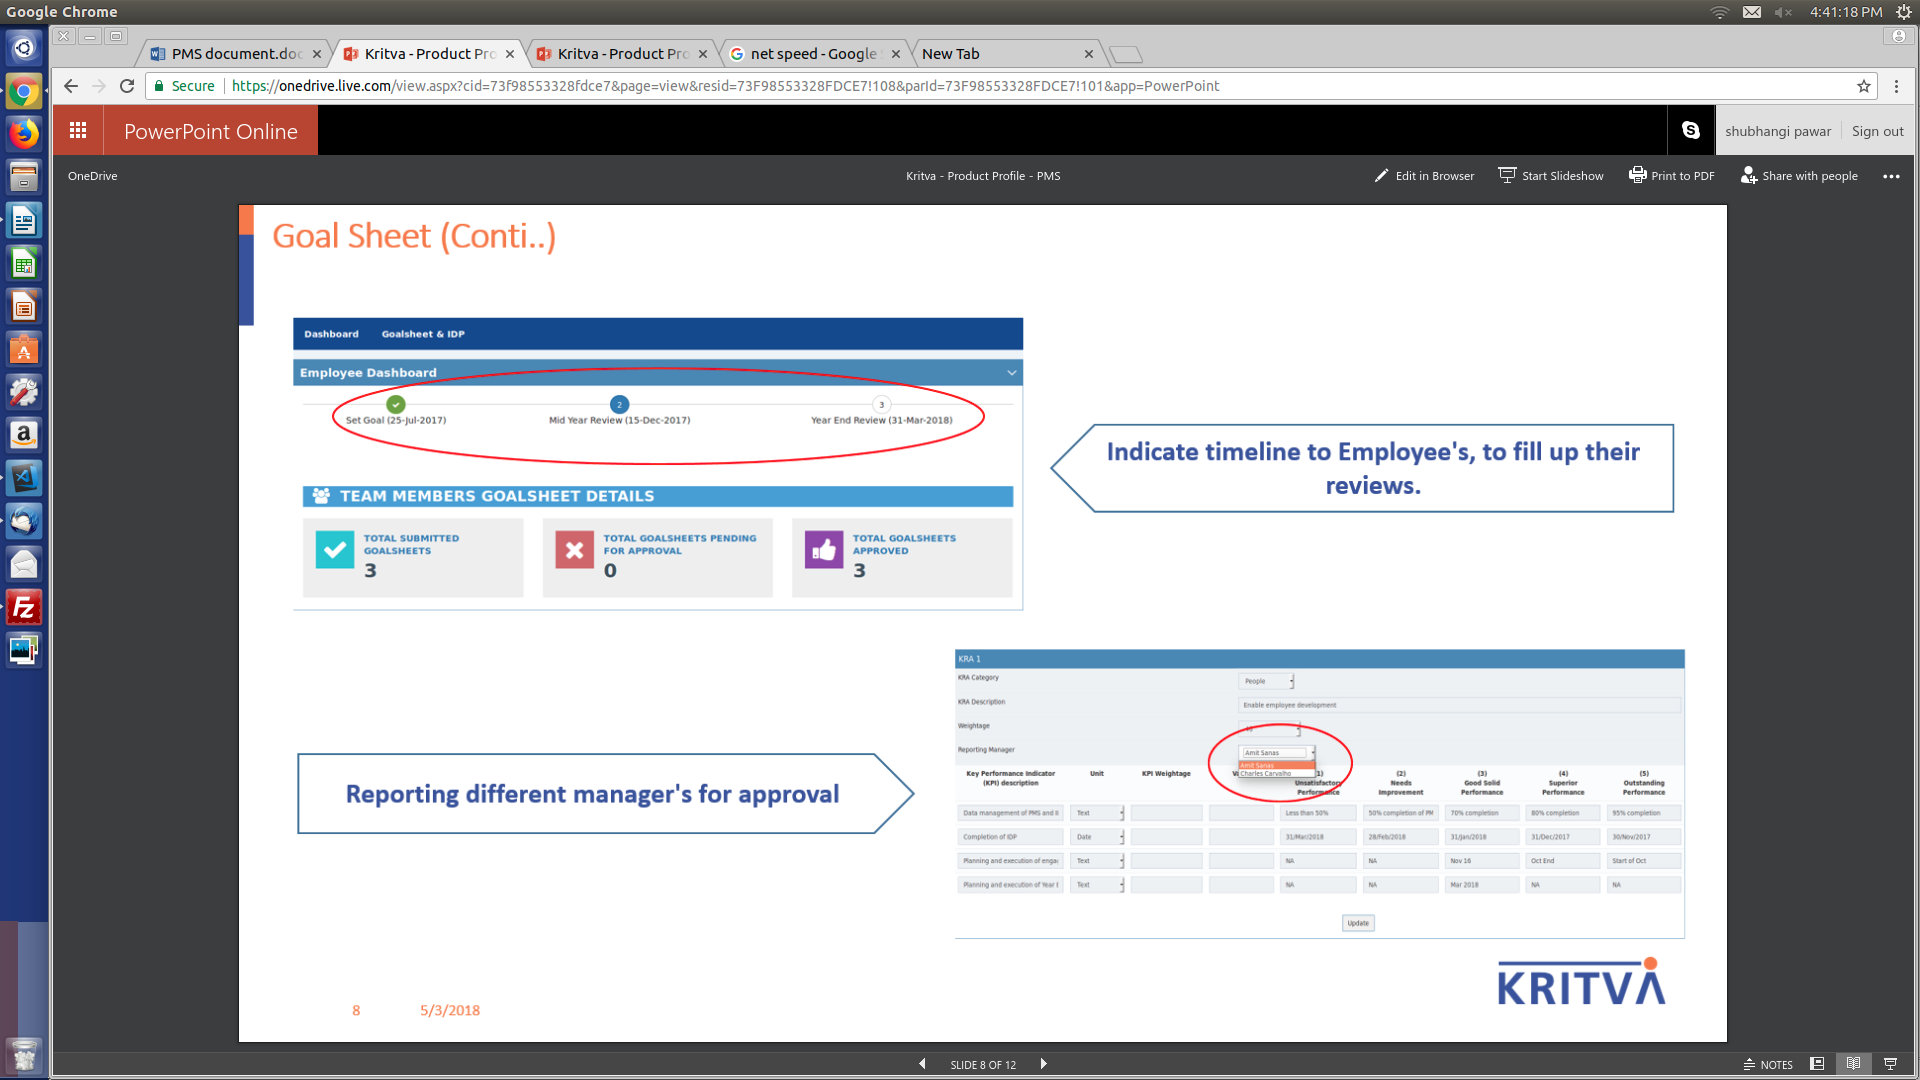 Google Chrome
4:41:18 PM
PMS document.doc
Kritva - Product Pro
Kritva - Product Pro
net speed - Google
New Tab
Secure
https://onedrive.live.com/view.aspx?cid=73f98553328fdce7&page=view&resid=73F98553328FDCE7!108&parId=73F98553328FDCE7!101&app=PowerPoint
PowerPoint Online
shubhangi pawar
Sign out
OneDrive
Kritva - Product Profile - PMS
Edit in Browser
Start Slideshow
Print to PDF
Share with people
Goal Sheet (Conti..)
Dashboard Goalsheet & IDP
Employee Dashboard
2
3
Set Goal (25-Jul-2017)
Mid Year Review (15-Dec-2017)
Year End Review (31-Mar-2018)
Indicate timeline to Employee's, to fill up their
reviews.
TEAM MEMBERS GOALSHEET DETAILS
TOTAL SUBMITTED
GOALSHEETS
3
TOTAL GOALSHEETS PENDING
FOR APPROVAL
0
TOTAL GOALSHEETS
APPROVED
3
KRA 1
KRA Category
People
KRA Description
Enable employee development
Weightage
Reporting Manager
Amit Sanas
Amit Sanas
Charles Carvalho
Key Performance Indicator
(KPI) description
Unit
KPI Weightage
Unsatisfactory
Performance
(2)
Needs
Improvement
(3)
Good Solid
Performance
(4)
Superior
Performance
(5)
Outstanding
Performance
Data management of PMS and Text Less than 50% 50% completion of PM 70% completion 80% completion 95% completion
Completion of IDP Date 31/Mar/2018 28/Feb/2018 31/Jan/2018 31/Dec/2017 30/Nov/2017
Planning and execution of engag Text NA NA Nov 16 Oct End Start of Oct
Planning and execution of Year Text NA NA Mar 2018 NA NA
Update
Reporting different manager's for approval
KRITVA
8
5/3/2018
SLIDE 8 OF 12
NOTES